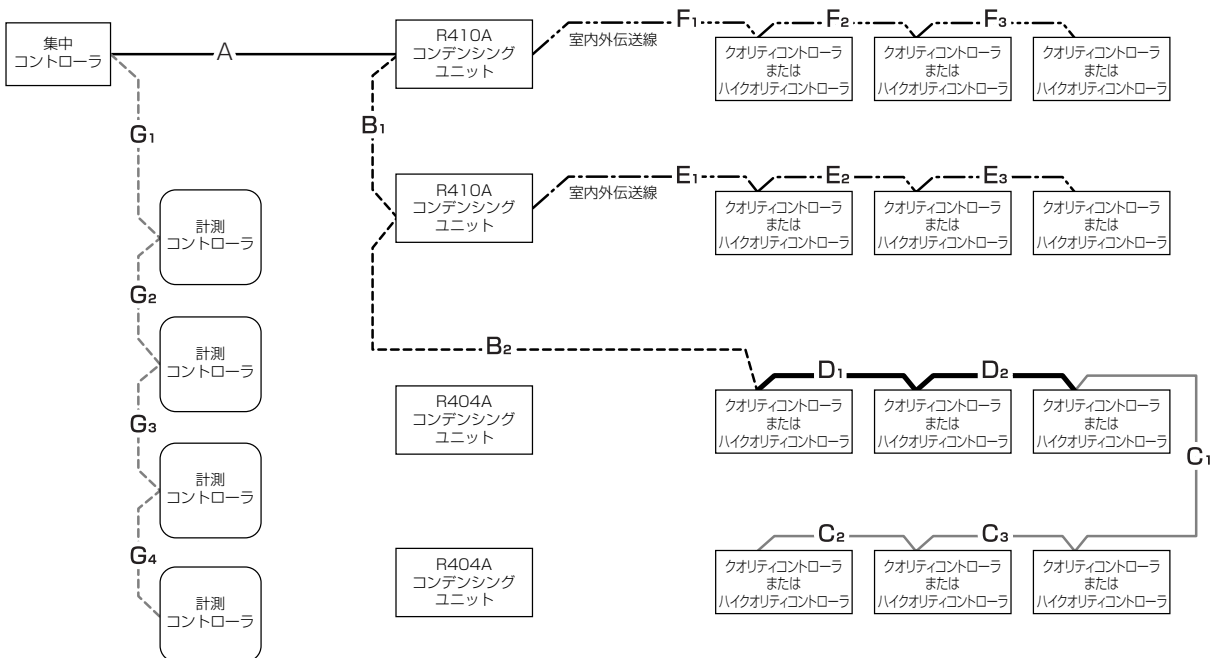 集中
コントローラ
A
R410A
コンデンシング
ユニット
室内外伝送線
F1
F2
F3
クオリティコントローラ
または
ハイクオリティコントローラ
クオリティコントローラ
または
ハイクオリティコントローラ
クオリティコントローラ
または
ハイクオリティコントローラ
G1
B1
計測
コントローラ
R410A
コンデンシング
ユニット
室内外伝送線
E1
E2
E3
クオリティコントローラ
または
ハイクオリティコントローラ
クオリティコントローラ
または
ハイクオリティコントローラ
クオリティコントローラ
または
ハイクオリティコントローラ
G2
B2
計測
コントローラ
D1
D2
R404A
コンデンシング
ユニット
クオリティコントローラ
または
ハイクオリティコントローラ
クオリティコントローラ
または
ハイクオリティコントローラ
クオリティコントローラ
または
ハイクオリティコントローラ
G3
C1
計測
コントローラ
C2
C3
G4
R404A
コンデンシング
ユニット
クオリティコントローラ
または
ハイクオリティコントローラ
クオリティコントローラ
または
ハイクオリティコントローラ
クオリティコントローラ
または
ハイクオリティコントローラ
計測
コントローラ